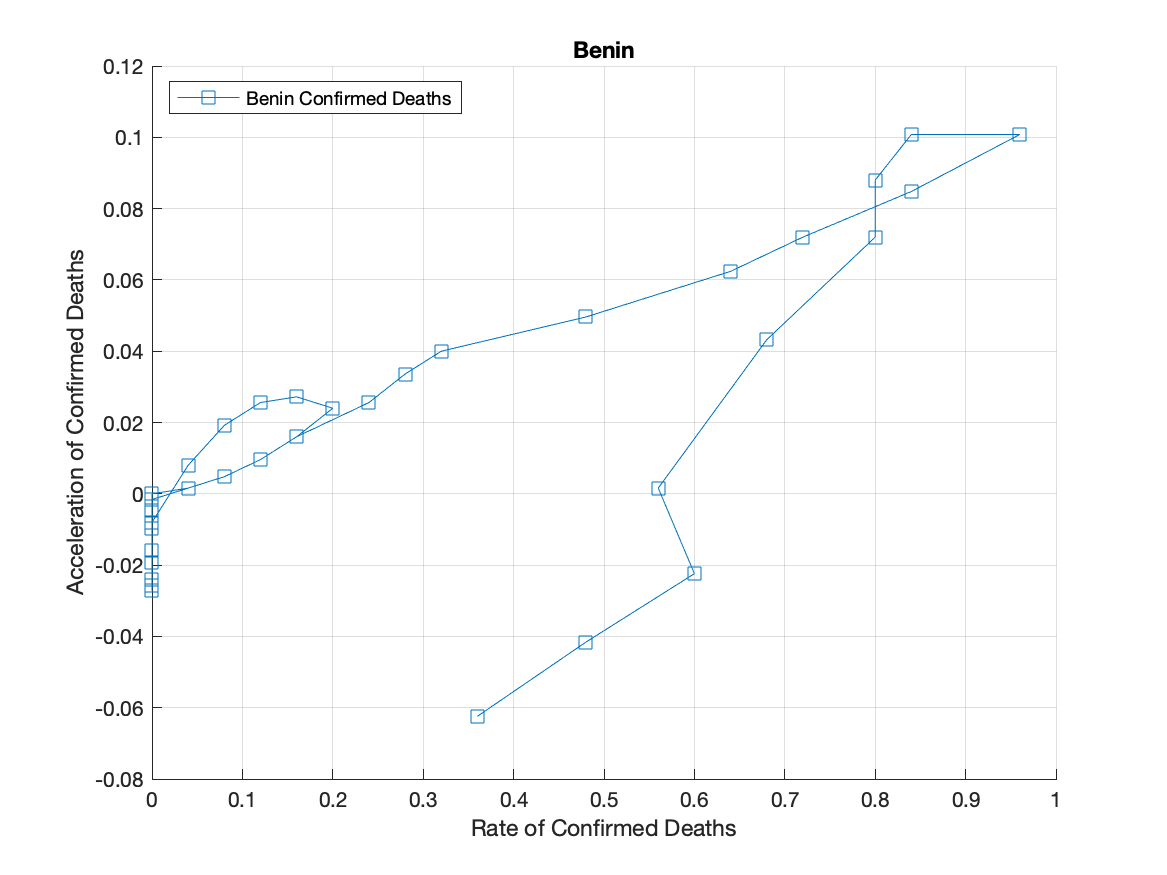 Benin
Benin Confirmed Deaths
0.12
0.1
0.08
0.06
0.04
0.02
0
-0.02
-0.04
-0.06
-0.08
Acceleration of Confirmed Deaths
0 0.1 0.2 0.3 0.4 0.5 0.6 0.7 0.8 0.9 1
Rate of Confirmed Deaths